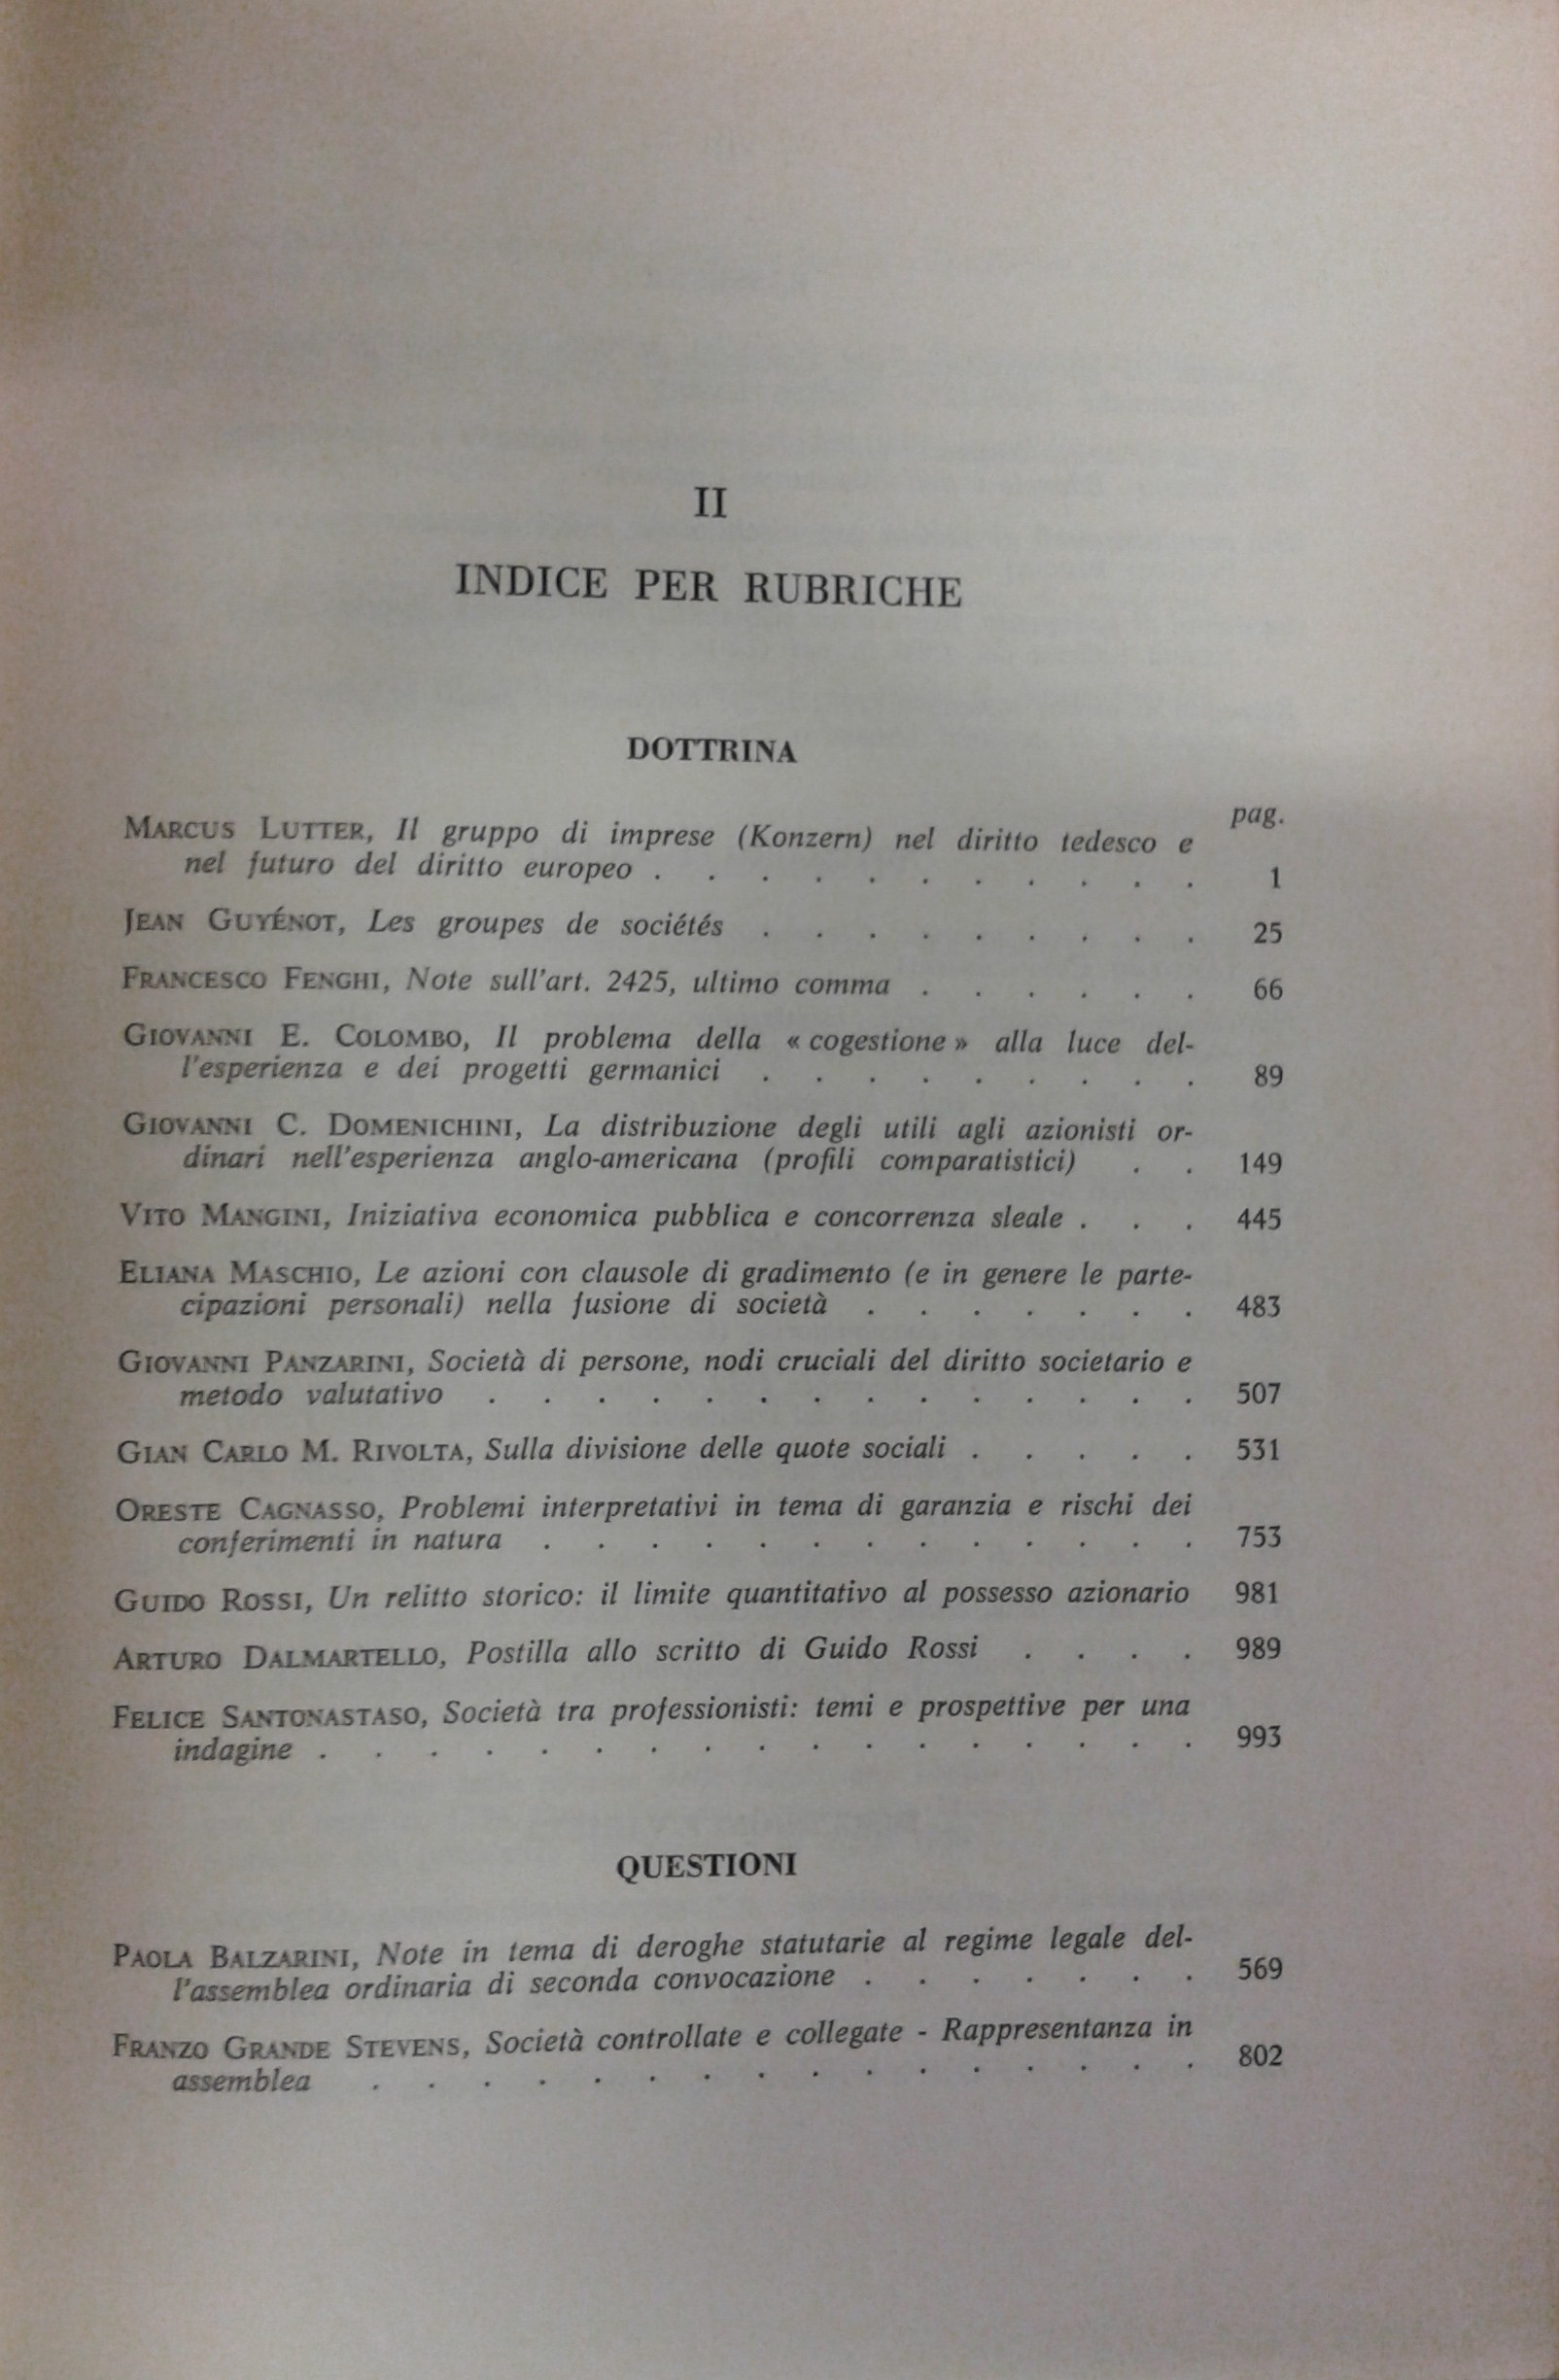 II
INDICE PER RUBRICHE
DOTTRINA
pag.
MARCUS LUTTER, Il gruppo di imprese (Konzern) nel diritto tedesco e
nel futuro del diritto europeo . . . . . . . . . . . 1
JEAN GUYÉNOT, Les groupes de sociétés . . . . . . . . . 25
FRANCESCO FENGHI, Note sull'art. 2425, ultimo comma . . . . . . 66
GIOVANNI E. COLOMBO, Il problema della « cogestione » alla luce del-
l'esperienza e dei progetti germanici . . . . . . . . . 89
GIOVANNI C. DOMENICHINI, La distribuzione degli utili agli azionisti or-
dinari nell'esperienza anglo-americana (profili comparatistici) . . 149
VITO MANGINI, Iniziativa economica pubblica e concorrenza sleale . . . 445
ELIANA MASCHIO, Le azioni con clausole di gradimento (e in genere le parte-
cipazioni personali) nella fusione di società . . . . . . . 483
GIOVANNI PANZARINI, Società di persone, nodi cruciali del diritto societario e
metodo valutativo . . . . . . . . . . . . . . 507
GIAN CARLO M. RIVOLTA, Sulla divisione delle quote sociali . . . . . 531
ORESTE CAGNASSO, Problemi interpretativi in tema di garanzia e rischi dei
conferimenti in natura . . . . . . . . . . . . . 753
GUIDO ROSSI, Un relitto storico: il limite quantitativo al possesso azionario 981
ARTURO DALMARTELLO, Postilla allo scritto di Guido Rossi . . . . 989
FELICE SANTONASTASO, Società tra professionisti: temi e prospettive per una
indagine . . . . . . . . . . . . . . . . . 993
QUESTIONI
PAOLA BALZARINI, Note in tema di deroghe statutarie al regime legale del-
l'assemblea ordinaria di seconda convocazione . . . . . . . 569
FRANZO GRANDE STEVENS, Società controllate e collegate - Rappresentanza in
assemblea . . . . . . . . . . . . . . . . 802